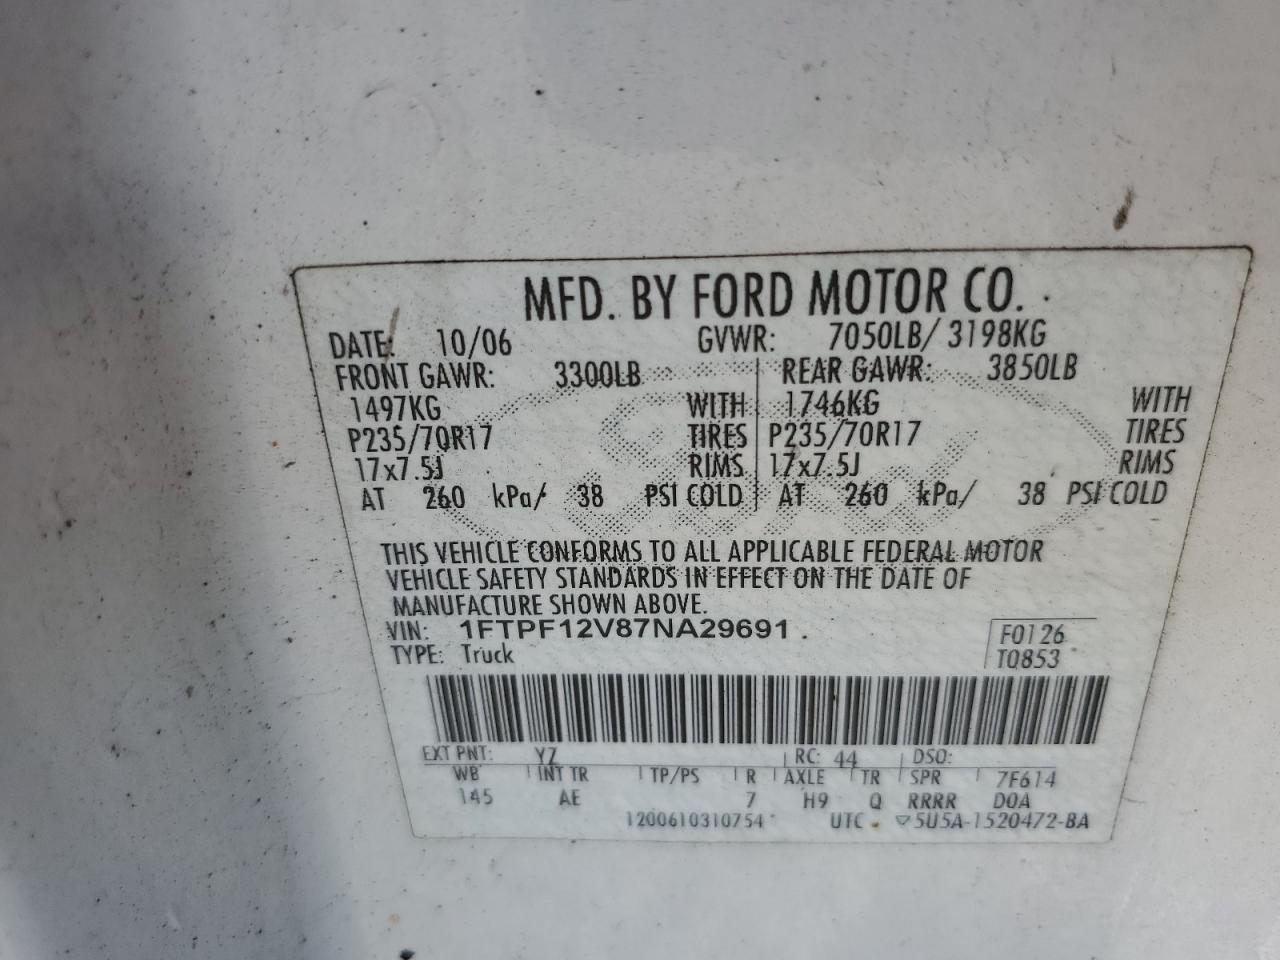 MFD. BY FORD MOTOR CO.
DATE: 10/06 GVWR: 7050LB/ 3198KG
FRONT GAWR: 3300LB REAR GAWR: 3850LB
1497KG WITH 1746KG WITH
P235/70R17 TIRES P235/70R17 TIRES
17x7.5J RIMS 17x7.5J RIMS
AT 260 kPa/ 38 PSI COLD AT 260 kPa/ 38 PSI COLD
THIS VEHICLE CONFORMS TO ALL APPLICABLE FEDERAL MOTOR
VEHICLE SAFETY STANDARDS IN EFFECT ON THE DATE OF
MANUFACTURE SHOWN ABOVE.
VIN: 1FTPF12V87NA29691 F0126
TYPE: Truck T0853
EXT PNT: YZ RC: 44 DSO:
WB INT TR TP/PS R AXLE TR SPR 7F614
145 AE 7 H9 Q RRRR DOA
1200610310754 UTC ▽5U5A-1520472-BA